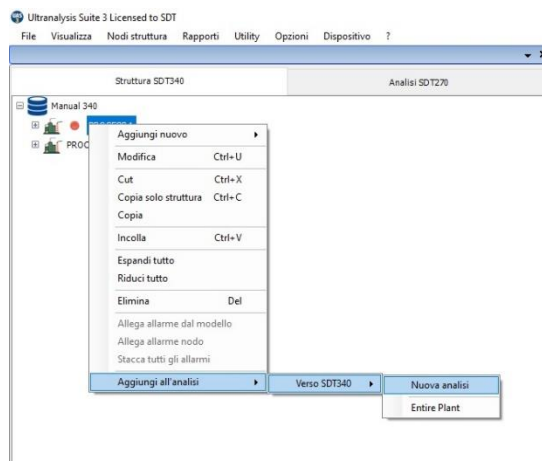 Ultranalysis Suite 3 Licensed to SDT
File Visualizza Nodi struttura Rapporti Utility Opzioni Dispositivo ?
Struttura SDT340 Analisi SDT270
Manual 340
PROC
Aggiungi nuovo
Modifica Ctrl+U
Cut Ctrl+X
Copia solo struttura Ctrl+C
Copia
Incolla Ctrl+V
Espandi tutto
Riduci tutto
Elimina Del
Allega allarme dal modello
Allega allarme nodo
Stacca tutti gli allarmi
Aggiungi all'analisi Verso SDT340 Nuova analisi
Entire Plant